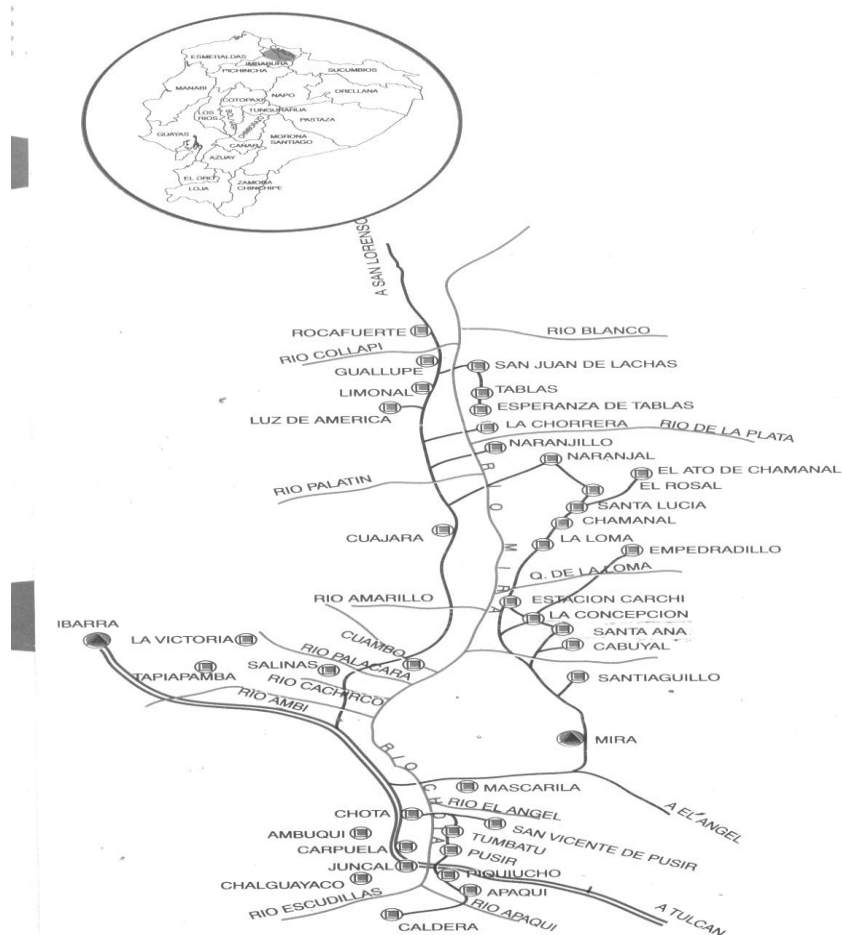 ESMERALDAS
IMBABURA
PICHINCHA
SUCUMBIOS
MANABI
NAPO
ORELLANA
COTOPAXI
LOS RIOS
TUNGURAHUA
PASTAZA
GUAYAS
MORONA SANTIAGO
CAÑAR
AZUAY
EL ORO
LOJA
ZAMORA CHINCHIPE
A SAN LORENSO
ROCAFUERTE
RIO BLANCO
RIO COLLAPI
GUALLUPE
SAN JUAN DE LACHAS
LIMONAL
TABLAS
LUZ DE AMERICA
ESPERANZA DE TABLAS
LA CHORRERA
RIO DE LA PLATA
NARANJILLO
NARANJAL
EL ATO DE CHAMANAL
RIO PALATIN
EL ROSAL
SANTA LUCIA
CHAMANAL
CUAJARA
LA LOMA
EMPEDRADILLO
RIO MIRA
Q. DE LA LOMA
RIO AMARILLO
ESTACION CARCHI
LA CONCEPCION
IBARRA
LA VICTORIA
CUAMBO
SANTA ANA
RIO PALACARA
CABUYAL
TAPIAPAMBA
SALINAS
RIO CACHIRCO
SANTIAGUILLO
RIO AMBI
MIRA
RIO CHOTA
MASCARILA
A EL ANGEL
CHOTA
RIO EL ANGEL
SAN VICENTE DE PUSIR
AMBUQUI
TUMBATU
CARPUELA
PUSIR
JUNCAL
PIQUIUCHO
CHALGUAYACO
APAQUI
RIO ESCUDILLAS
RIO APAQUI
A TULCAN
CALDERA